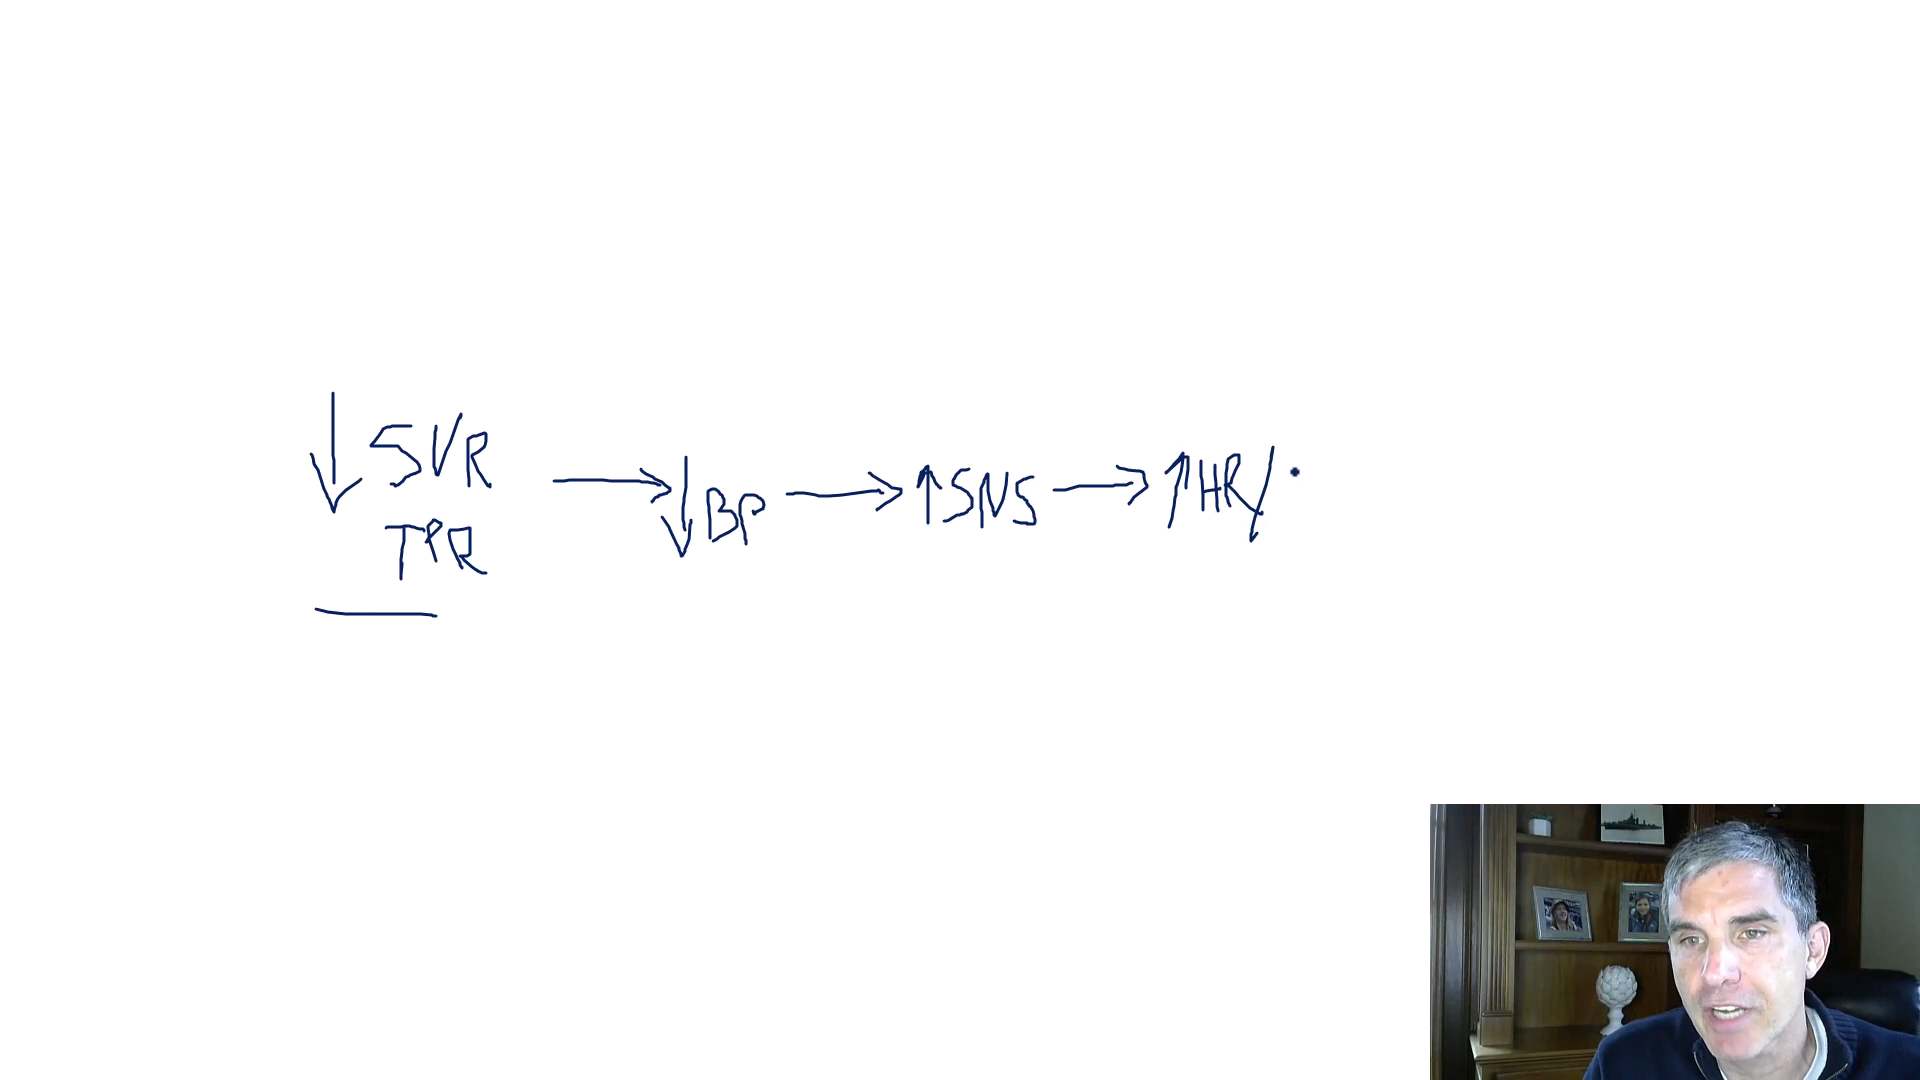 ↓ SVR → ↓ BP → ↑ SNS → ↑ HR/
TPR